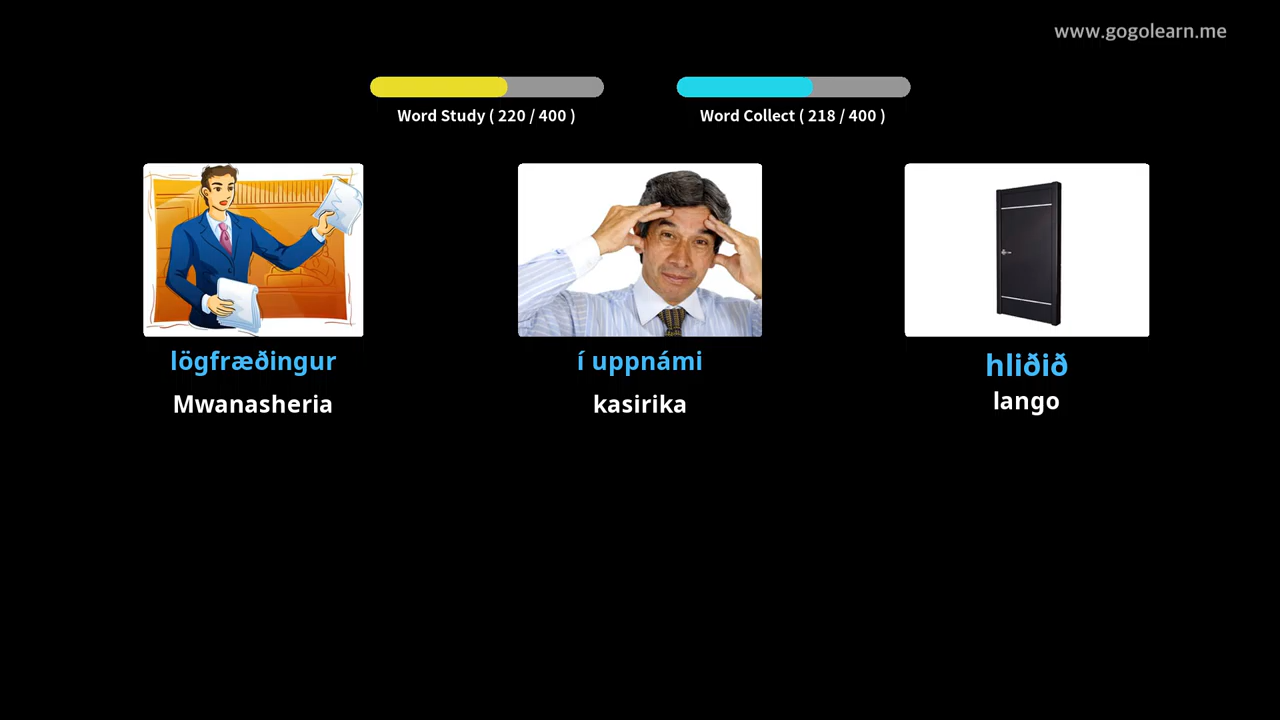 www.gogolearn.me
Word Study ( 220 / 400 )
Word Collect ( 218 / 400 )
lögfræðingur
Mwanasheria
í uppnámi
kasirika
hliðið
lango